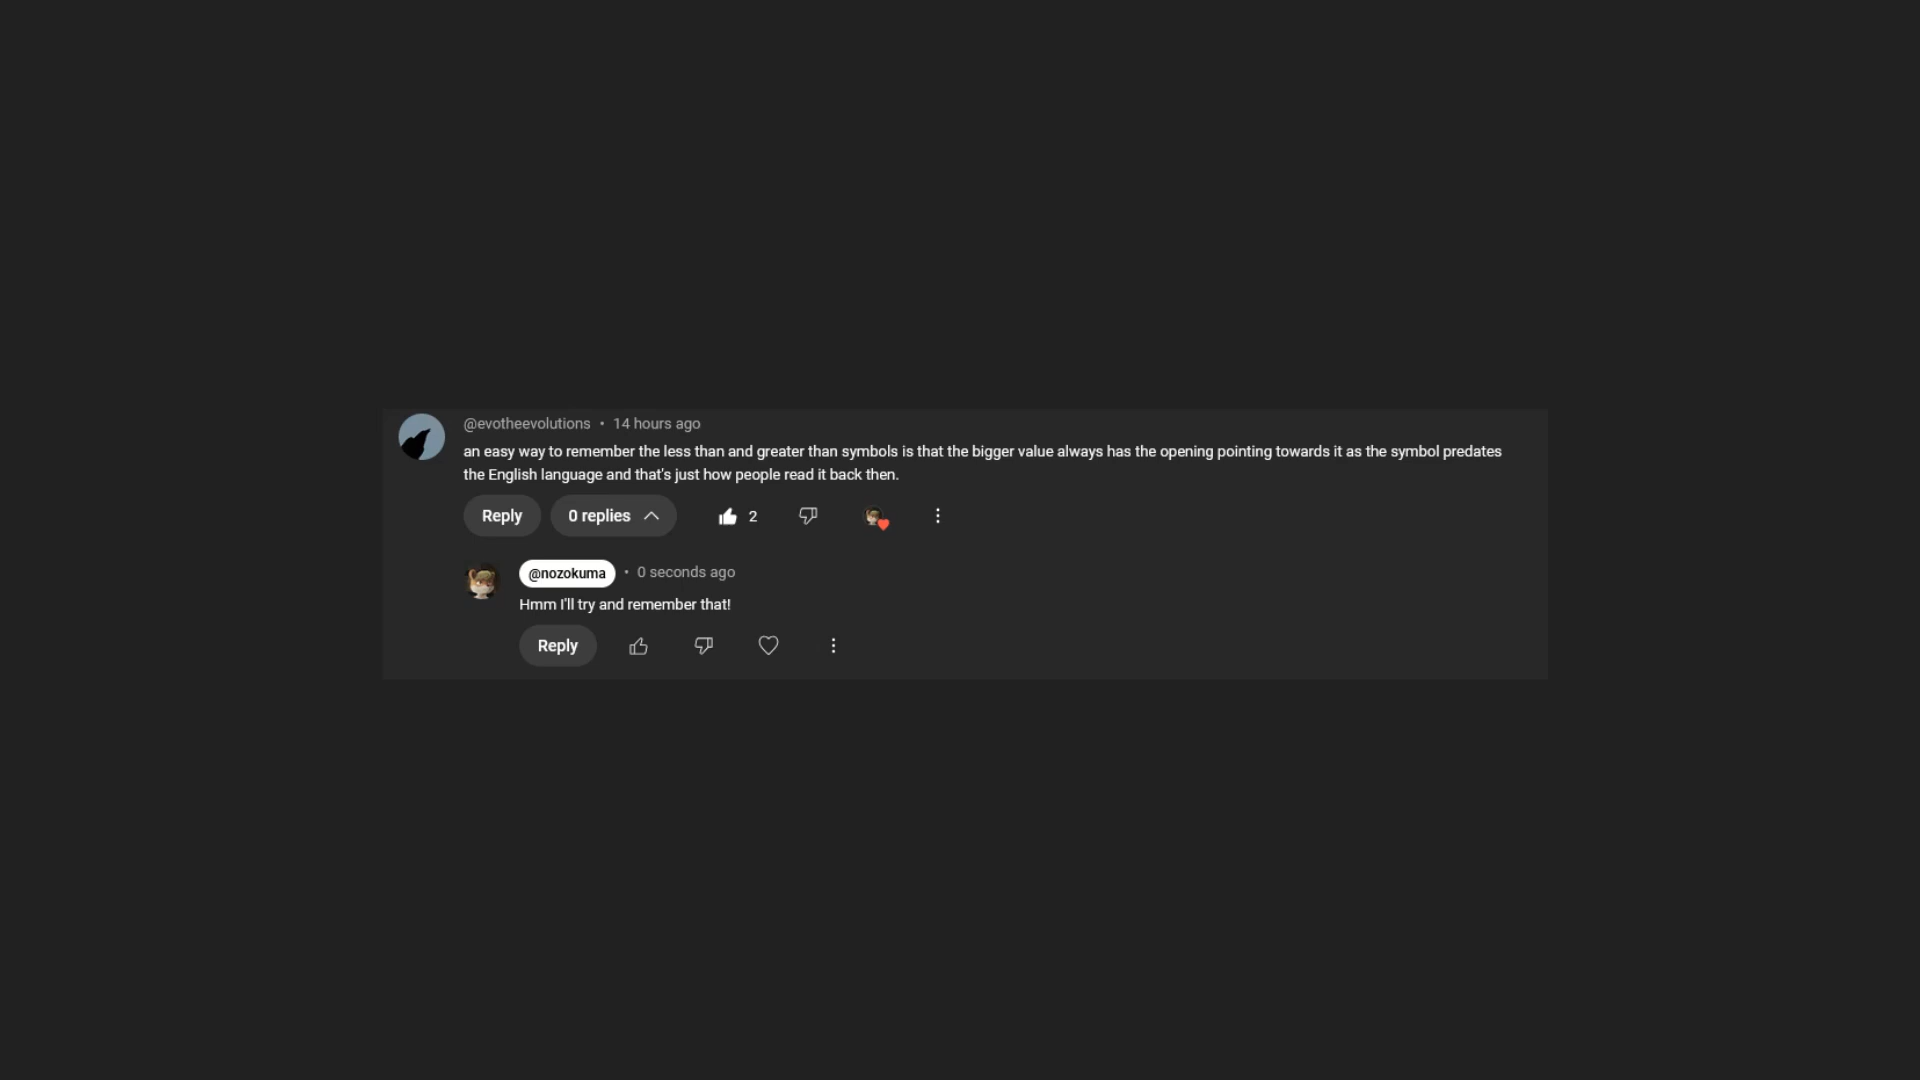 @evotheevolutions • 14 hours ago
an easy way to remember the less than and greater than symbols is that the bigger value always has the opening pointing towards it as the symbol predates
the English language and that's just how people read it back then.
Reply 0 replies 2
@nozokuma • 0 seconds ago
Hmm I'll try and remember that!
Reply